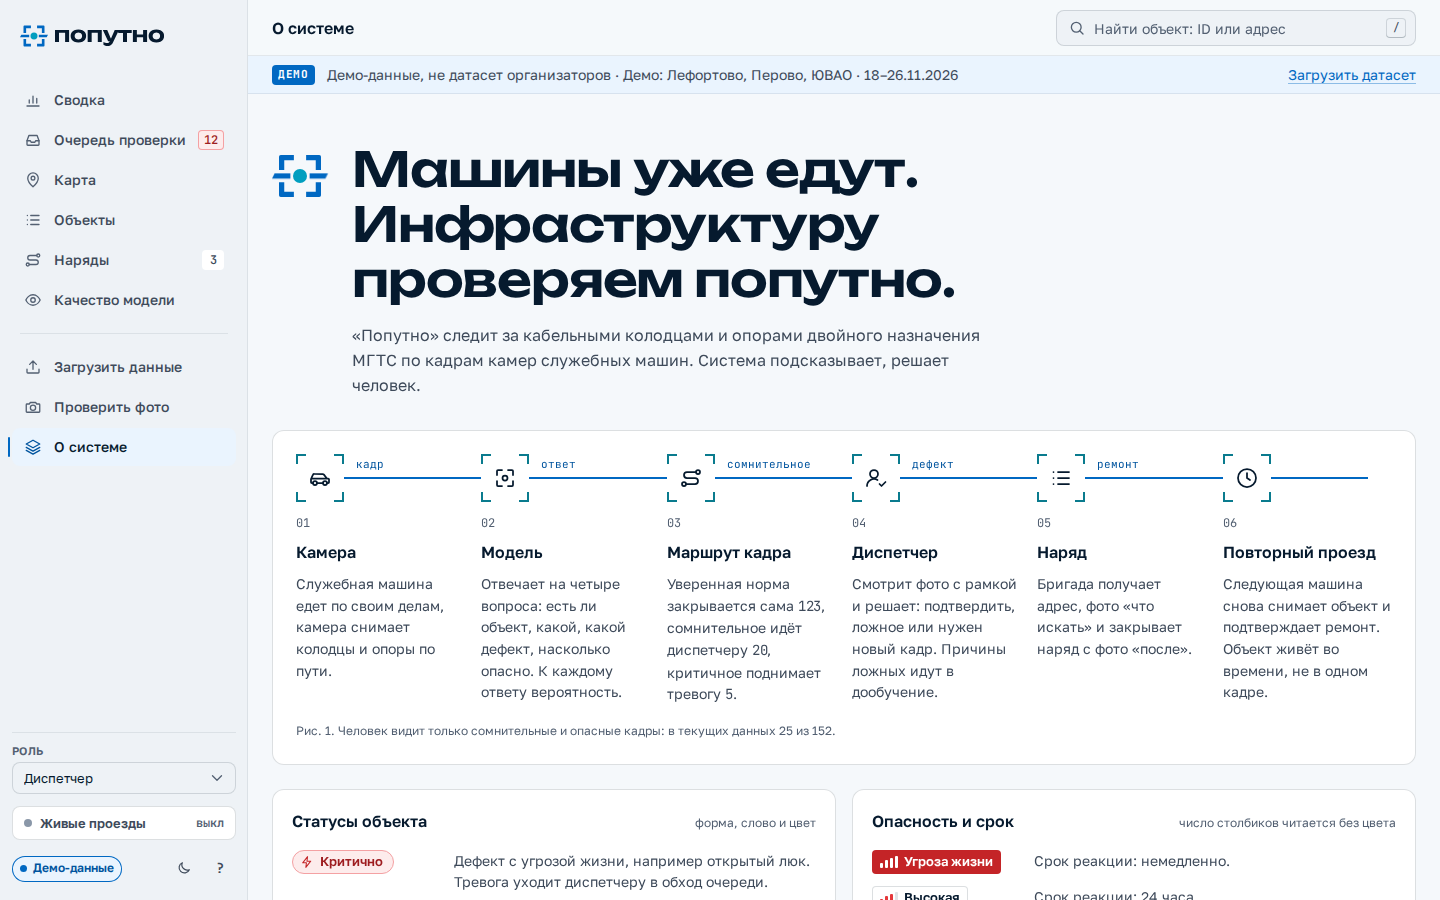 попутно
Сводка
Очередь проверки 12
Карта
Объекты
Наряды 3
Качество модели
Загрузить данные
Проверить фото
О системе
РОЛЬ
Диспетчер
Живые проезды выкл
Демо-данные ?
О системе
Найти объект: ID или адрес /
ДЕМО Демо-данные, не датасет организаторов · Демо: Лефортово, Перово, ЮВАО · 18–26.11.2026 Загрузить датасет
Машины уже едут.
Инфраструктуру
проверяем попутно.
«Попутно» следит за кабельными колодцами и опорами двойного назначения
МГТС по кадрам камер служебных машин. Система подсказывает, решает
человек.
кадр
01
Камера
Служебная машина
едет по своим делам,
камера снимает
колодцы и опоры по
пути.
ответ
02
Модель
Отвечает на четыре
вопроса: есть ли
объект, какой, какой
дефект, насколько
опасно. К каждому
ответу вероятность.
сомнительное
03
Маршрут кадра
Уверенная норма
закрывается сама 123,
сомнительное идёт
диспетчеру 20,
критичное поднимает
тревогу 5.
дефект
04
Диспетчер
Смотрит фото с рамкой
и решает: подтвердить,
ложное или нужен
новый кадр. Причины
ложных идут в
дообучение.
ремонт
05
Наряд
Бригада получает
адрес, фото «что
искать» и закрывает
наряд с фото «после».
06
Повторный проезд
Следующая машина
снова снимает объект и
подтверждает ремонт.
Объект живёт во
времени, не в одном
кадре.
Рис. 1. Человек видит только сомнительные и опасные кадры: в текущих данных 25 из 152.
Статусы объекта форма, слово и цвет
Критично Дефект с угрозой жизни, например открытый люк.
Тревога уходит диспетчеру в обход очереди.
Опасность и срок число столбиков читается без цвета
Угроза жизни Срок реакции: немедленно.
Высокая Срок реакции: 24 часа.